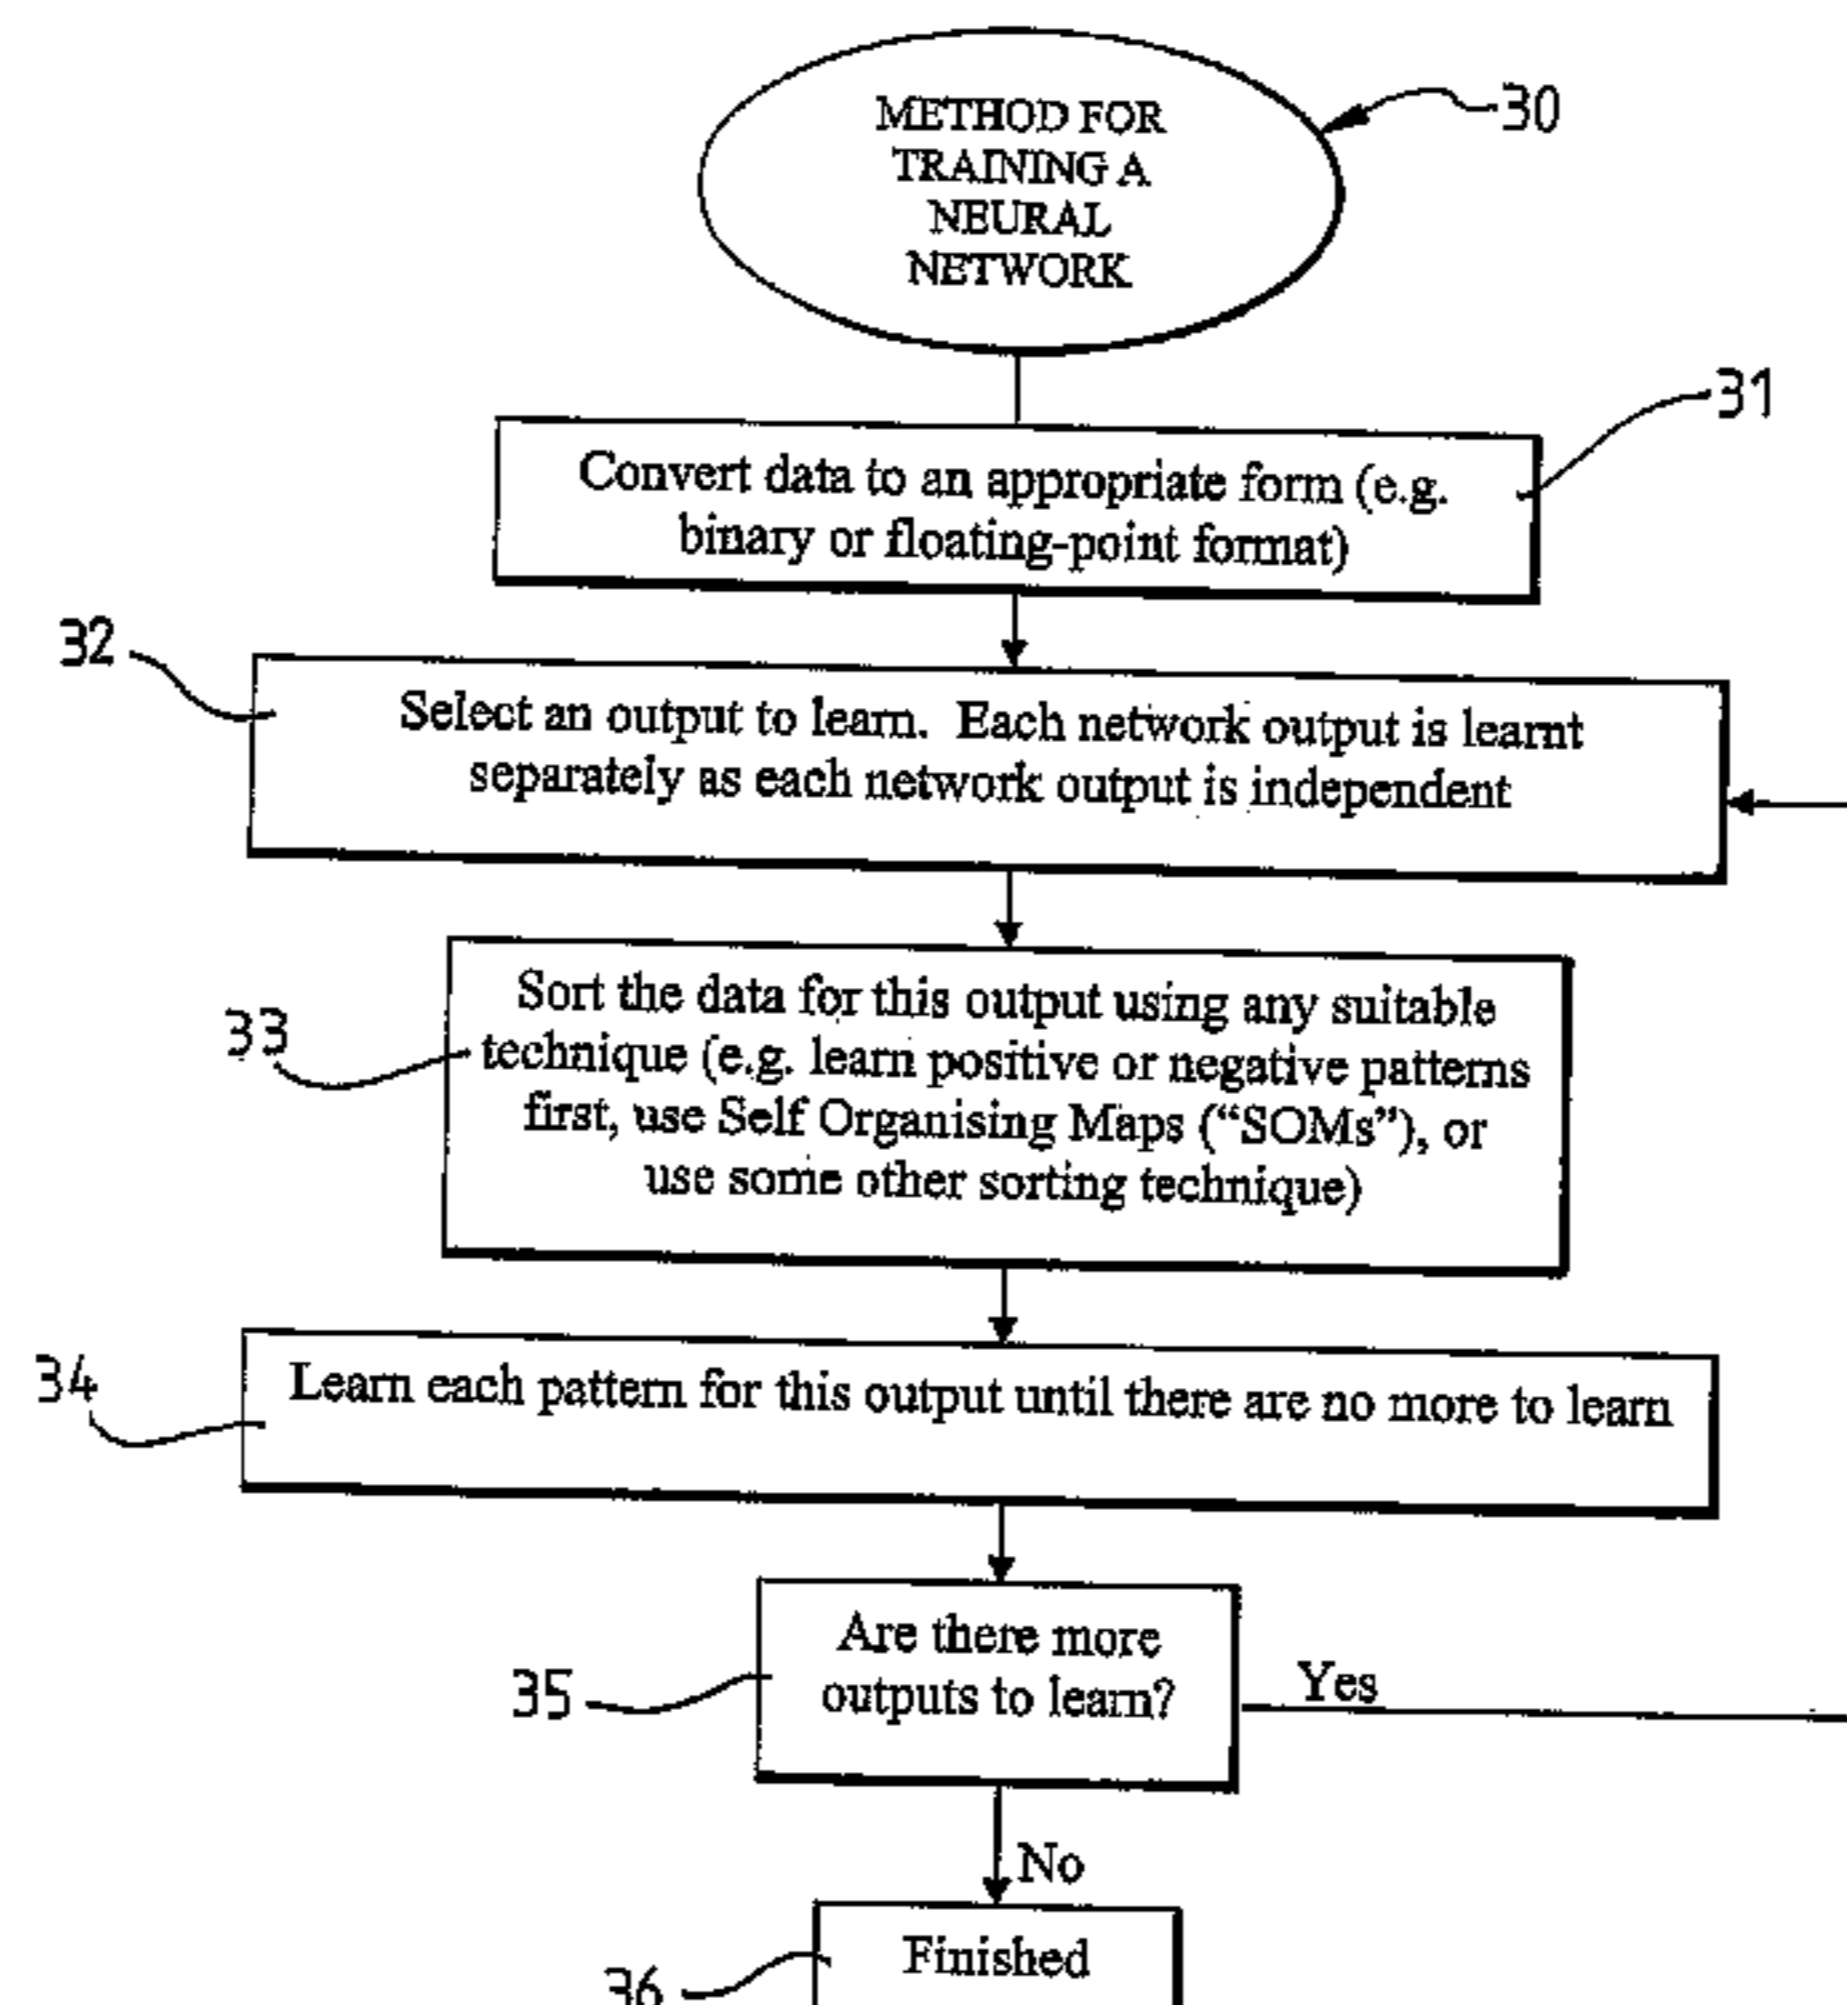 METHOD FOR
TRAINING A
NEURAL
NETWORK
30
31
Convert data to an appropriate form (e.g.
binary or floating-point format)
32
Select an output to learn. Each network output is learnt
separately as each network output is independent
33
Sort the data for this output using any suitable
technique (e.g. learn positive or negative patterns
first, use Self Organising Maps (“SOMs”), or
use some other sorting technique)
34
Learn each pattern for this output until there are no more to learn
35
Are there more
outputs to learn?
Yes
No
36
Finished